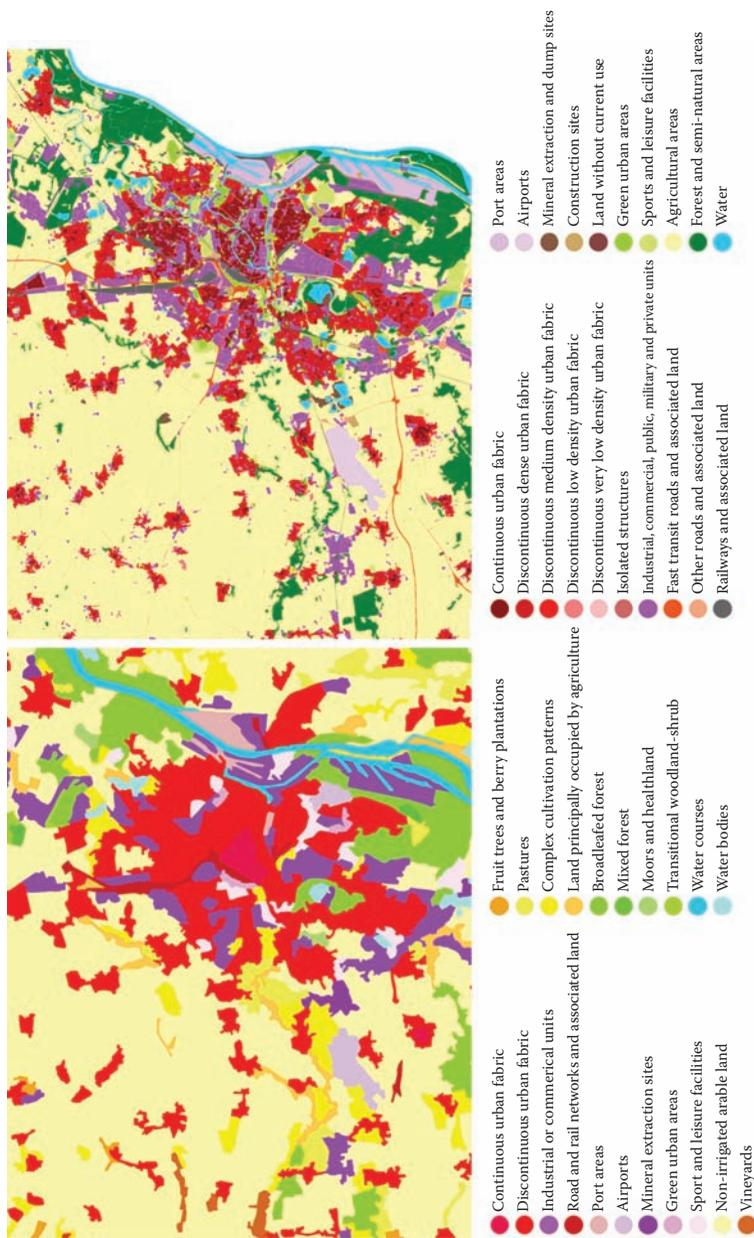 Continuous urban fabric
Discontinuous urban fabric
Industrial or commerical units
Road and rail networks and associated land
Port areas
Airports
Mineral extraction sites
Green urban areas
Sport and leisure facilities
Non-irrigated arable land
Vineyards
Fruit trees and berry plantations
Pastures
Complex cultivation patterns
Land principally occupied by agriculture
Broadleafed forest
Mixed forest
Moors and healthland
Transitional woodland-shrub
Water courses
Water bodies
Continuous urban fabric
Discontinuous dense urban fabric
Discontinuous medium density urban fabric
Discontinuous low density urban fabric
Discontinuous very low density urban fabric
Isolated structures
Industrial, commercial, public, military and private units
Fast transit roads and associated land
Other roads and associated land
Railways and associated land
Port areas
Airports
Mineral extraction and dump sites
Construction sites
Land without current use
Green urban areas
Sports and leisure facilities
Agricultural areas
Forest and semi-natural areas
Water